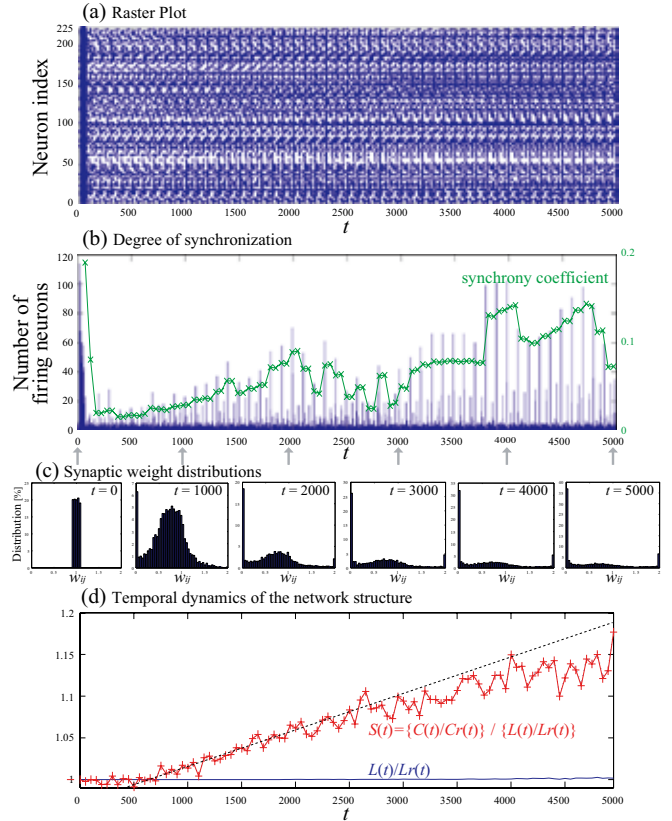 (a) Raster Plot
Neuron index
225
200
150
100
50
0
0 500 1000 1500 2000 2500 3000 3500 4000 4500 5000
t
(b) Degree of synchronization
Number of
firing neurons
120
100
80
60
40
20
0
synchrony coefficient
0.2
0.1
0
0 500 1000 1500 2000 2500 3000 3500 4000 4500 5000
t
(c) Synaptic weight distributions
Distribution [%]
t = 0 t = 1000 t = 2000 t = 3000 t = 4000 t = 5000
wij wij wij wij wij wij
(d) Temporal dynamics of the network structure
1.2
1.15
1.1
1.05
1
S(t)={C(t)/Cr(t)} / {L(t)/Lr(t)}
L(t)/Lr(t)
0 500 1000 1500 2000 2500 3000 3500 4000 4500 5000
t